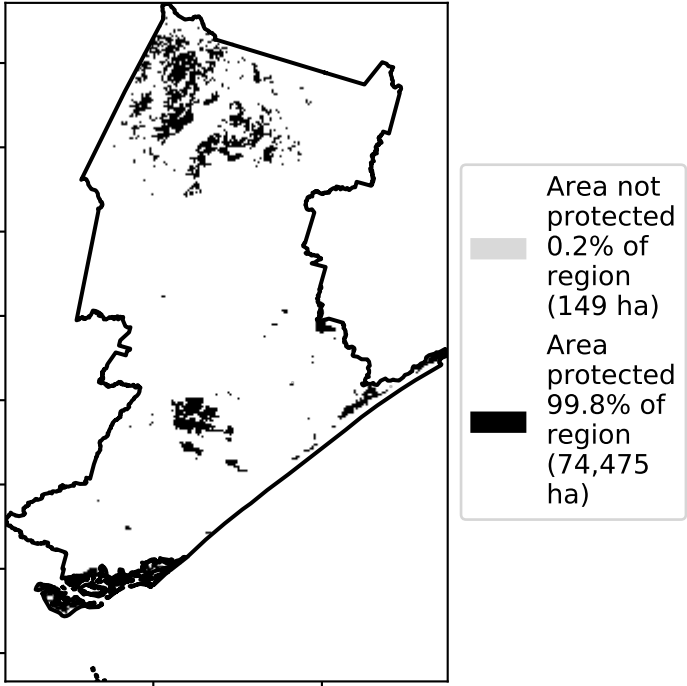 Area not
protected
0.2% of
region
(149 ha)
Area
protected
99.8% of
region
(74,475
ha)